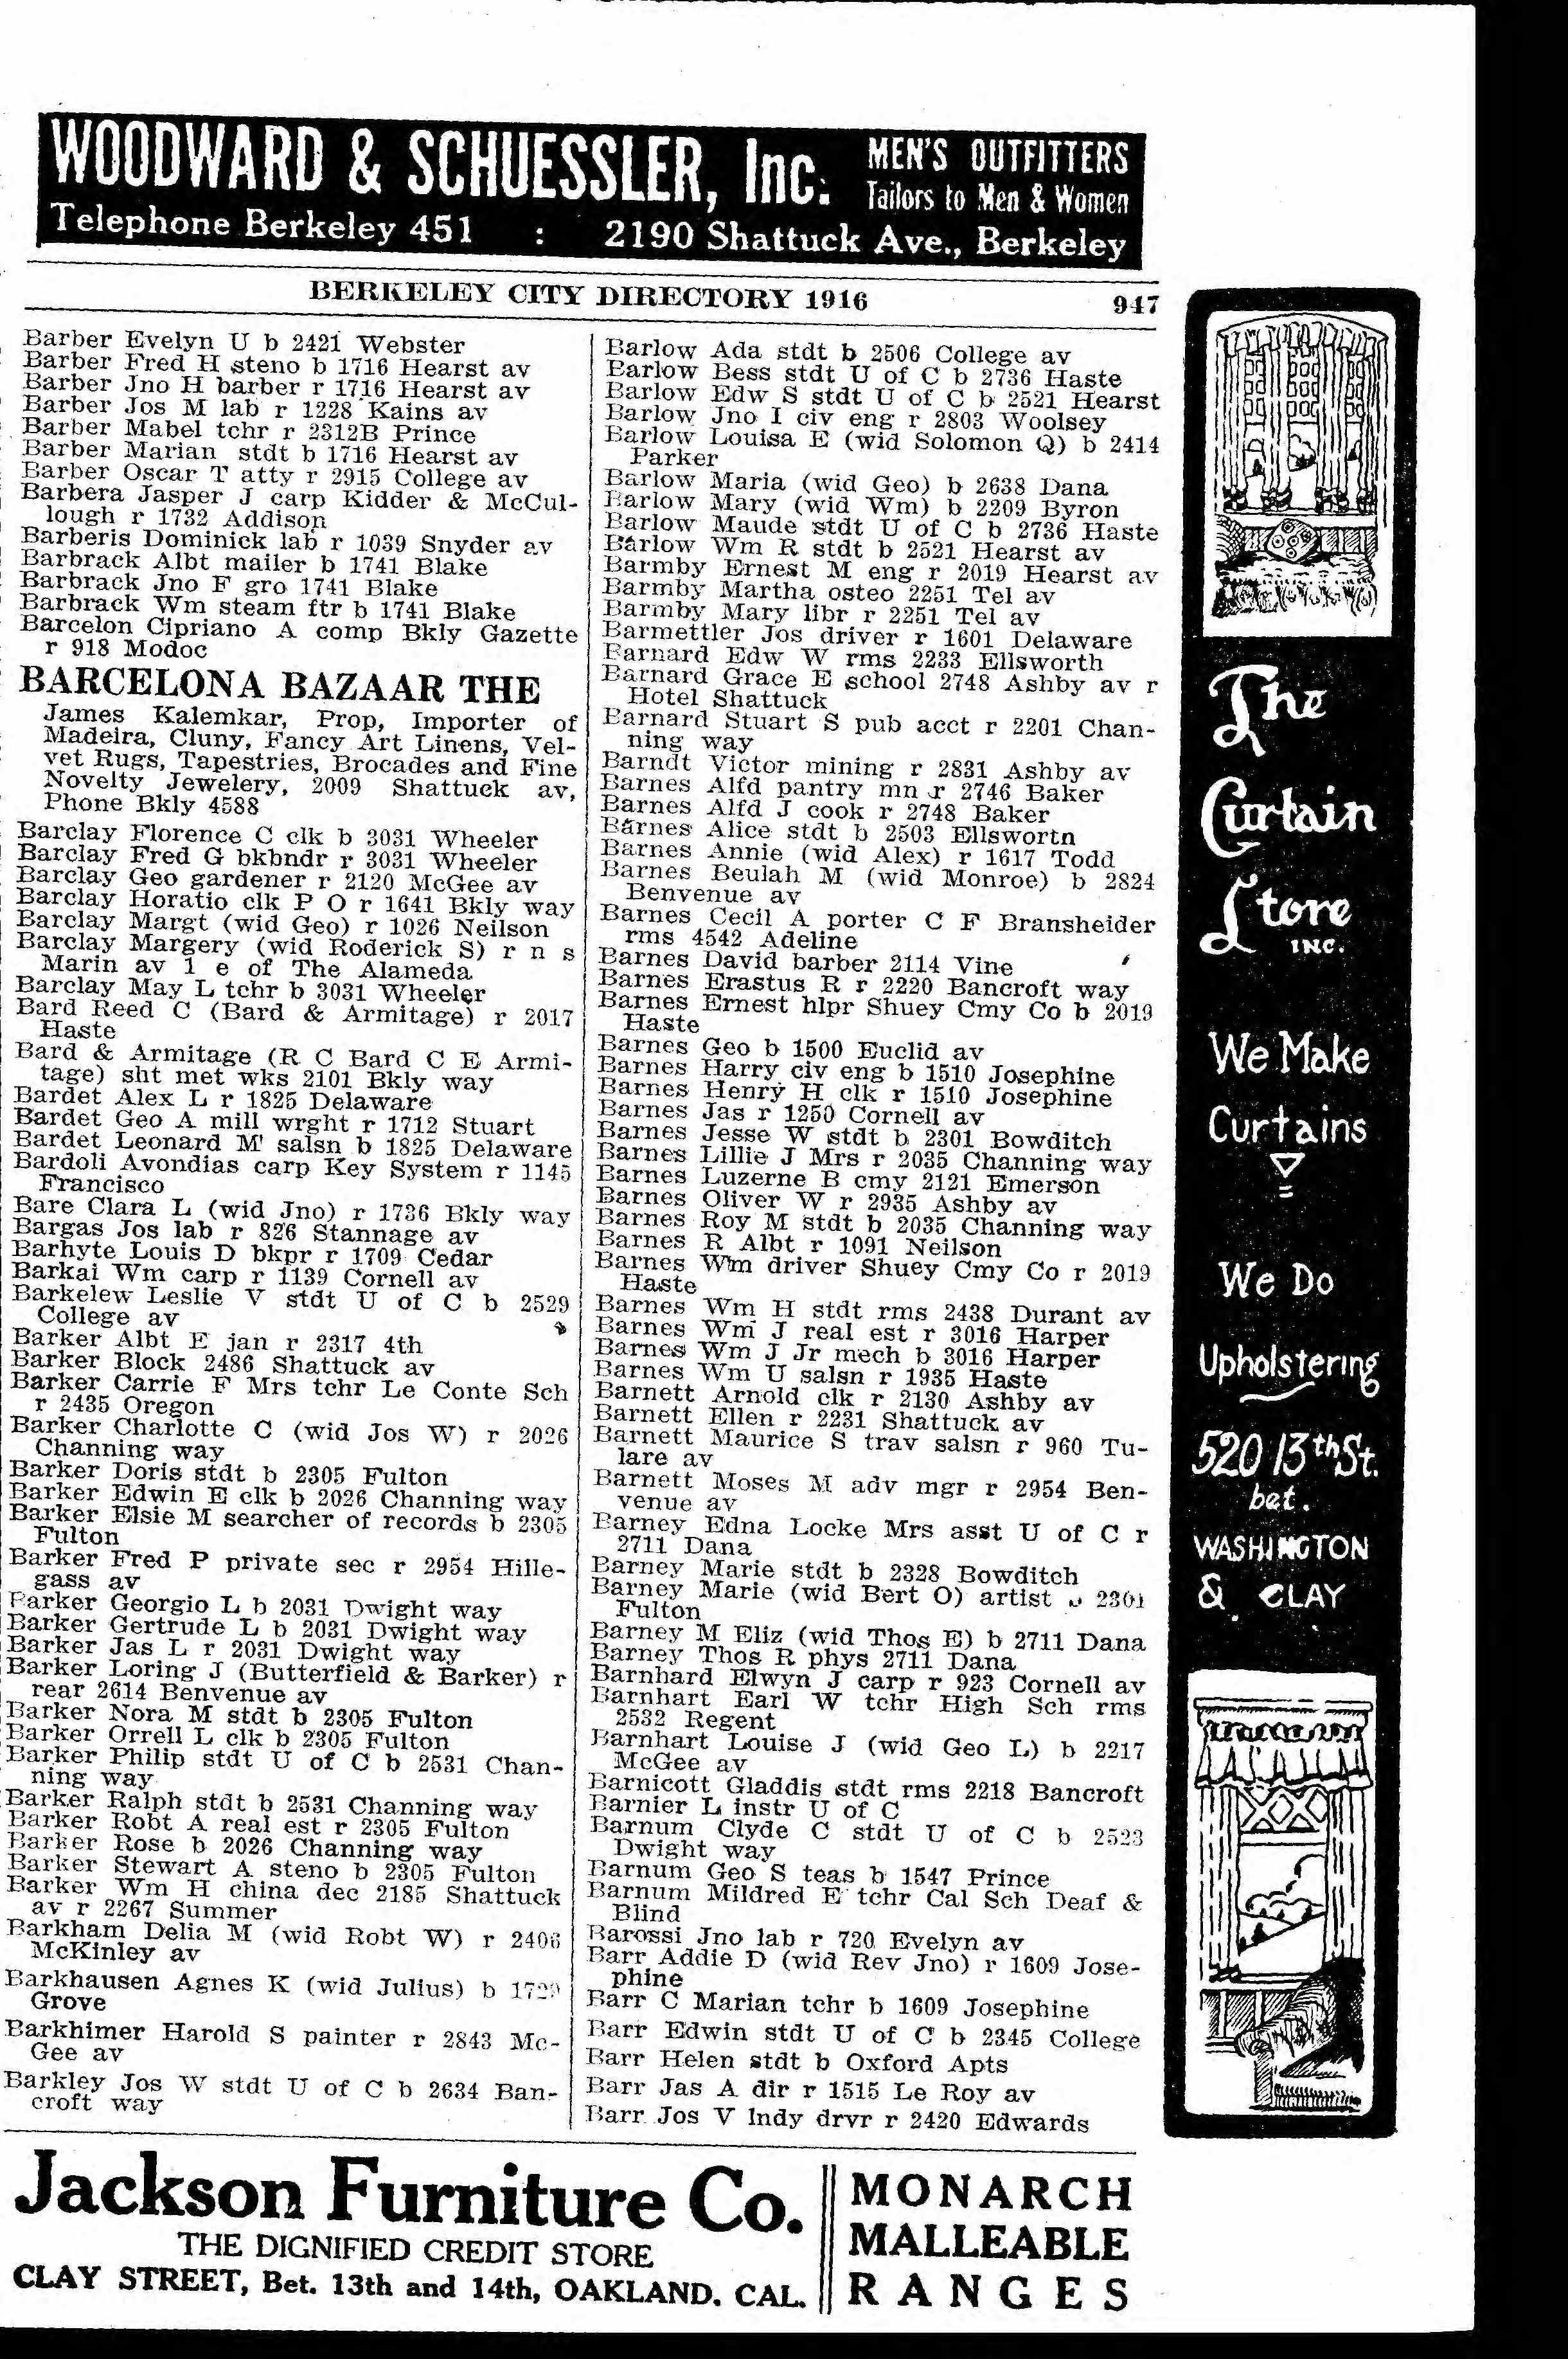 WOODWARD & SCHUESSLER, Inc. MEN'S OUTFITTERS
Tailors to Men & Women
Telephone Berkeley 451 : 2190 Shattuck Ave., Berkeley
BERKELEY CITY DIRECTORY 1916 947
Barber Evelyn U b 2421 Webster
Barber Fred H steno b 1716 Hearst av
Barber Jno H barber r 1716 Hearst av
Barber Jos M lab r 1228 Kains av
Barber Mabel tchr r 2312B Prince
Barber Marian stdt b 1716 Hearst av
Barber Oscar T atty r 2915 College av
Barbera Jasper J carp Kidder & McCul-
lough r 1732 Addison
Barberis Dominick lab r 1039 Snyder av
Barbrack Albt mailer b 1741 Blake
Barbrack Jno F gro 1741 Blake
Barbrack Wm steam ftr b 1741 Blake
Barcelon Cipriano A comp Bkly Gazette
r 918 Modoc
BARCELONA BAZAAR THE
James Kalemkar, Prop, Importer of
Madeira, Cluny, Fancy Art Linens, Vel-
vet Rugs, Tapestries, Brocades and Fine
Novelty Jewelery, 2009 Shattuck av,
Phone Bkly 4588
Barclay Florence C clk b 3031 Wheeler
Barclay Fred G bkbndr r 3031 Wheeler
Barclay Geo gardener r 2120 McGee av
Barclay Horatio clk P O r 1641 Bkly way
Barclay Margt (wid Geo) r 1026 Neilson
Barclay Margery (wid Roderick S) r n s
Marin av 1 e of The Alameda
Barclay May L tchr b 3031 Wheeler
Bard Reed C (Bard & Armitage) r 2017
Haste
Bard & Armitage (R C Bard C E Armi-
tage) sht met wks 2101 Bkly way
Bardet Alex L r 1825 Delaware
Bardet Geo A mill wrght r 1712 Stuart
Bardet Leonard M salsn b 1825 Delaware
Bardoli Avondias carp Key System r 1145
Francisco
Bare Clara L (wid Jno) r 1736 Bkly way
Bargas Jos lab r 826 Stannage av
Barhyte Louis D bkpr r 1709 Cedar
Barkai Wm carp r 1139 Cornell av
Barkelew Leslie V stdt U of C b 2529
College av
Barker Albt E jan r 2317 4th
Barker Block 2486 Shattuck av
Barker Carrie F Mrs tchr Le Conte Sch
r 2435 Oregon
Barker Charlotte C (wid Jos W) r 2026
Channing way
Barker Doris stdt b 2305 Fulton
Barker Edwin E clk b 2026 Channing way
Barker Elsie M searcher of records b 2305
Fulton
Barker Fred P private sec r 2954 Hille-
gass av
Barker Georgio L b 2031 Dwight way
Barker Gertrude L b 2031 Dwight way
Barker Jas L r 2031 Dwight way
Barker Loring J (Butterfield & Barker) r
rear 2614 Benvenue av
Barker Nora M stdt b 2305 Fulton
Barker Orrell L clk b 2305 Fulton
Barker Philip stdt U of C b 2531 Chan-
ning way
Barker Ralph stdt b 2531 Channing way
Barker Robt A real est r 2305 Fulton
Barker Rose b 2026 Channing way
Barker Stewart A steno b 2305 Fulton
Barker Wm H china dec 2185 Shattuck
av r 2267 Summer
Barkham Delia M (wid Robt W) r 2406
McKinley av
Barkhausen Agnes K (wid Julius) b 1729
Grove
Barkhimer Harold S painter r 2843 Mc-
Gee av
Barkley Jos W stdt U of C b 2634 Ban-
croft way
Barlow Ada stdt b 2506 College av
Barlow Bess stdt U of C b 2736 Haste
Barlow Edw S stdt U of C b 2521 Hearst
Barlow Jno I civ eng r 2803 Woolsey
Barlow Louisa E (wid Solomon Q) b 2414
Parker
Barlow Maria (wid Geo) b 2638 Dana
Barlow Mary (wid Wm) b 2209 Byron
Barlow Maude stdt U of C b 2736 Haste
Barlow Wm R stdt b 2521 Hearst av
Barmby Ernest M eng r 2019 Hearst av
Barmby Martha osteo 2251 Tel av
Barmby Mary libr r 2251 Tel av
Barmettler Jos driver r 1601 Delaware
Barnard Edw W rms 2233 Ellsworth
Barnard Grace E school 2748 Ashby av r
Hotel Shattuck
Barnard Stuart S pub acct r 2201 Chan-
ning way
Barndt Victor mining r 2831 Ashby av
Barnes Alfd pantry mn r 2746 Baker
Barnes Alfd J cook r 2748 Baker
Barnes Alice stdt b 2503 Ellswortn
Barnes Annie (wid Alex) r 1617 Todd
Barnes Beulah M (wid Monroe) b 2824
Benvenue av
Barnes Cecil A porter C F Bransheider
rms 4542 Adeline
Barnes David barber 2114 Vine
Barnes Erastus R r 2220 Bancroft way
Barnes Ernest hlpr Shuey Cmy Co b 2019
Haste
Barnes Geo b 1500 Euclid av
Barnes Harry civ eng b 1510 Josephine
Barnes Henry H clk r 1510 Josephine
Barnes Jas r 1250 Cornell av
Barnes Jesse W stdt b 2301 Bowditch
Barnes Lillie J Mrs r 2035 Channing way
Barnes Luzerne B cmy 2121 Emerson
Barnes Oliver W r 2935 Ashby av
Barnes Roy M stdt b 2035 Channing way
Barnes R Albt r 1091 Neilson
Barnes Wm driver Shuey Cmy Co r 2019
Haste
Barnes Wm H stdt rms 2438 Durant av
Barnes Wm J real est r 3016 Harper
Barnes Wm J Jr mech b 3016 Harper
Barnes Wm U salsn r 1935 Haste
Barnett Arnold clk r 2130 Ashby av
Barnett Ellen r 2231 Shattuck av
Barnett Maurice S trav salsn r 960 Tu-
lare av
Barnett Moses M adv mgr r 2954 Ben-
venue av
Barney Edna Locke Mrs asst U of C r
2711 Dana
Barney Marie stdt b 2328 Bowditch
Barney Marie (wid Bert O) artist 2301
Fulton
Barney M Eliz (wid Thos E) b 2711 Dana
Barney Thos R phys 2711 Dana
Barnhard Elwyn J carp r 923 Cornell av
Barnhart Earl W tchr High Sch rms
2532 Regent
Barnhart Louise J (wid Geo L) b 2217
McGee av
Barnicott Gladdis stdt rms 2218 Bancroft
Barnier L instr U of C
Barnum Clyde C stdt U of C b 2523
Dwight way
Barnum Geo S teas b 1547 Prince
Barnum Mildred E tchr Cal Sch Deaf &
Blind
Barossi Jno lab r 720 Evelyn av
Barr Addie D (wid Rev Jno) r 1609 Jose-
phine
Barr C Marian tchr b 1609 Josephine
Barr Edwin stdt U of C b 2345 College
Barr Helen stdt b Oxford Apts
Barr Jas A dir r 1515 Le Roy av
Barr Jos V lndy drvr r 2420 Edwards
The
Curtain
Store
INC.
We Make
Curtains
We Do
Upholstering
520 13th St.
bet.
WASHINGTON
& CLAY
Jackson Furniture Co.
THE DIGNIFIED CREDIT STORE
CLAY STREET, Bet. 13th and 14th, OAKLAND. CAL.
MONARCH
MALLEABLE
RANGES